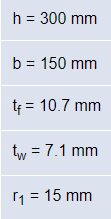 h = 300 mm
b = 150 mm
tf = 10.7 mm
tw = 7.1 mm
r1 = 15 mm